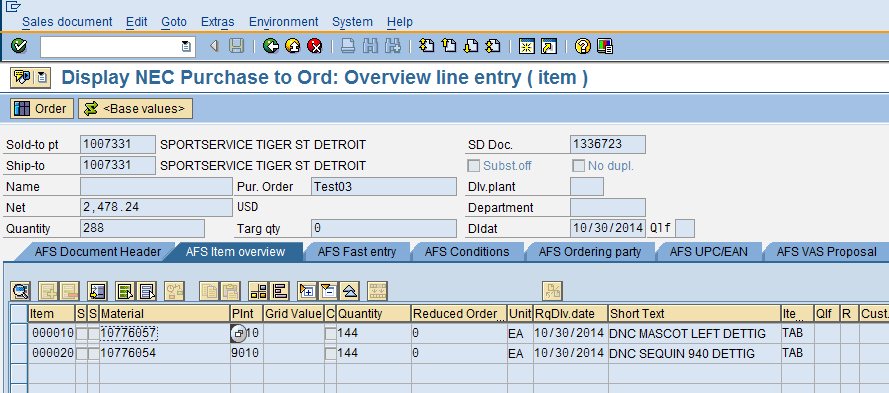 Sales document Edit Goto Extras Environment System Help
Display NEC Purchase to Ord: Overview line entry ( item )
Order <Base values>
Sold-to pt 1007331 SPORTSERVICE TIGER ST DETROIT SD Doc. 1336723
Ship-to 1007331 SPORTSERVICE TIGER ST DETROIT Subst.off No dupl.
Name Pur. Order Test03 Dlv.plant
Net 2,478.24 USD Department
Quantity 288 Targ qty 0 Dldat 10/30/2014 Qlf
AFS Document Header AFS Item overview AFS Fast entry AFS Conditions AFS Ordering party AFS UPC/EAN AFS VAS Proposal
Item S S Material Plnt Grid Value C Quantity Reduced Order... Unit RqDlv.date Short Text Ite... Qlf R Cust.
000010 10776057 10 144 0 EA 10/30/2014 DNC MASCOT LEFT DETTIG TAB
000020 10776054 9010 144 0 EA 10/30/2014 DNC SEQUIN 940 DETTIG TAB